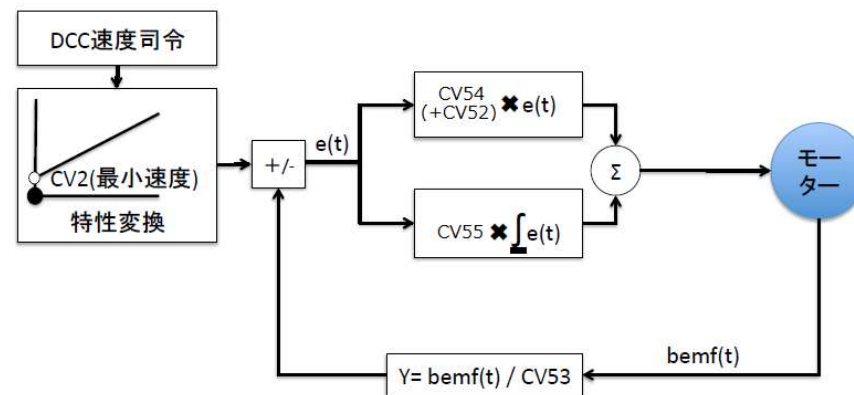 DCC速度司令
CV2(最小速度)
特性変換
+/-
e(t)
CV54
(+CV52) ✖ e(t)
CV55 ✖ ∫ e(t)
Σ
モー
ター
bemf(t)
Y= bemf(t) / CV53